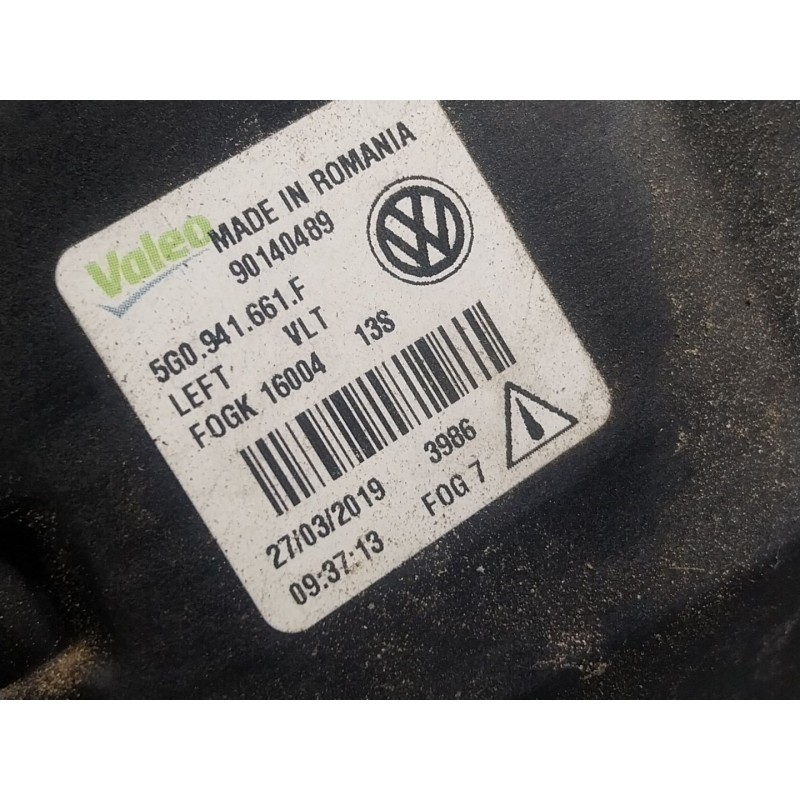 Valeo MADE IN ROMANIA
90140489
5G0.941.661.F
LEFT VLT
FOGK 16004 13S
27/03/2019 3986
09:37:13 FOG 7